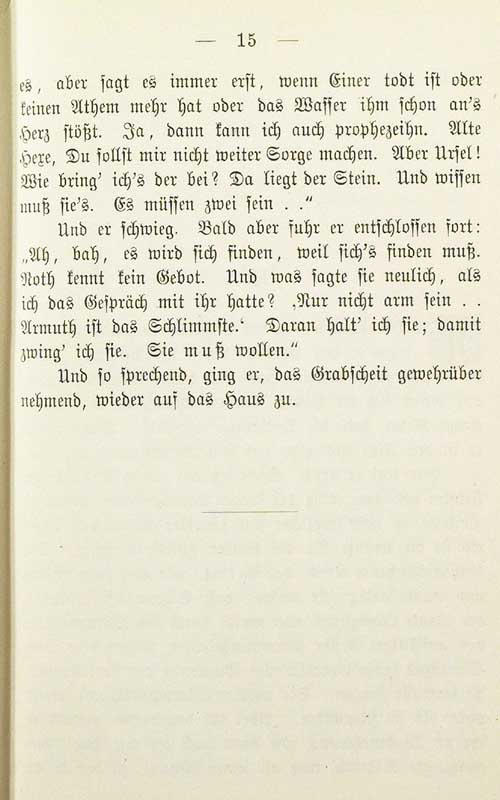 — 15 —
es, aber sagt es immer erst, wenn Einer todt ist oder
keinen Athem mehr hat oder das Wasser ihm schon an's
Herz stößt. Ja, dann kann ich auch prophezeihn. Alte
Hexe, Du sollst mir nicht weiter Sorge machen. Aber Ursel!
Wie bring' ich's der bei? Da liegt der Stein. Und wissen
muß sie's. Es müssen zwei sein . ."
Und er schwieg. Bald aber fuhr er entschlossen fort:
„Ah, bah, es wird sich finden, weil sich's finden muß.
Noth kennt kein Gebot. Und was sagte sie neulich, als
ich das Gespräch mit ihr hatte? ‚Nur nicht arm sein . .
Armuth ist das Schlimmste.‘ Daran halt' ich sie; damit
zwing' ich sie. Sie muß wollen."
Und so sprechend, ging er, das Grabscheit gewehrüber
nehmend, wieder auf das Haus zu.